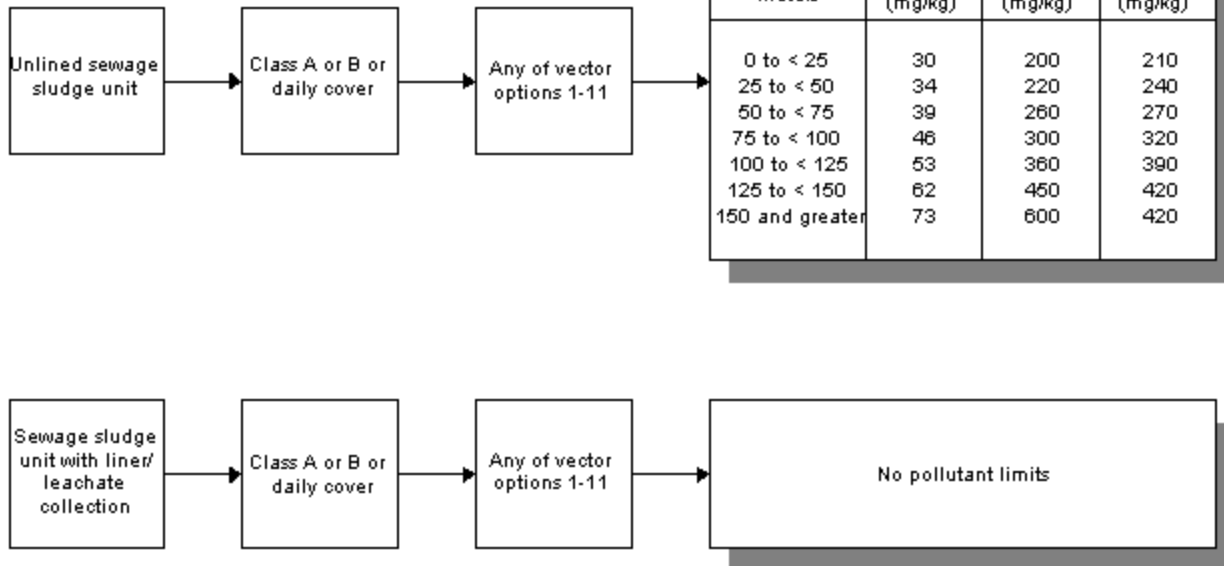 (mg/kg) (mg/kg) (mg/kg)
Unlined sewage
sludge unit
Class A or B or
daily cover
Any of vector
options 1-11
0 to < 25 30 200 210
25 to < 50 34 220 240
50 to < 75 39 260 270
75 to < 100 46 300 320
100 to < 125 53 360 390
125 to < 150 62 450 420
150 and greater 73 600 420
Sewage sludge
unit with liner/
leachate
collection
Class A or B or
daily cover
Any of vector
options 1-11
No pollutant limits